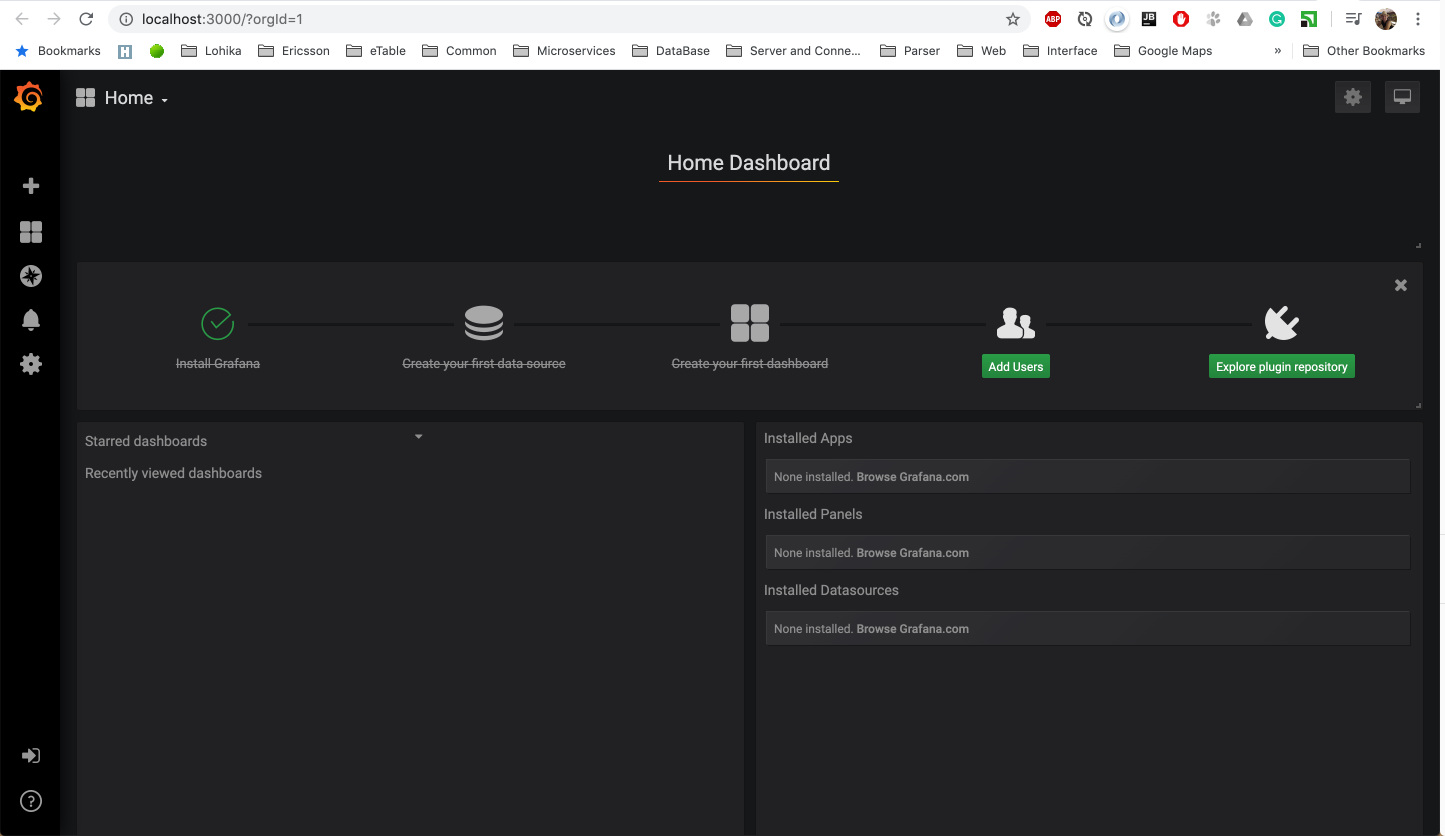 localhost:3000/?orgId=1
ABP
JB
Bookmarks
H
Lohika
Ericsson
eTable
Common
Microservices
DataBase
Server and Conne...
Parser
Web
Interface
Google Maps
»
Other Bookmarks
Home
Home Dashboard
Install Grafana
Create your first data source
Create your first dashboard
Add Users
Explore plugin repository
Starred dashboards
Recently viewed dashboards
Installed Apps
None installed. Browse Grafana.com
Installed Panels
None installed. Browse Grafana.com
Installed Datasources
None installed. Browse Grafana.com
?